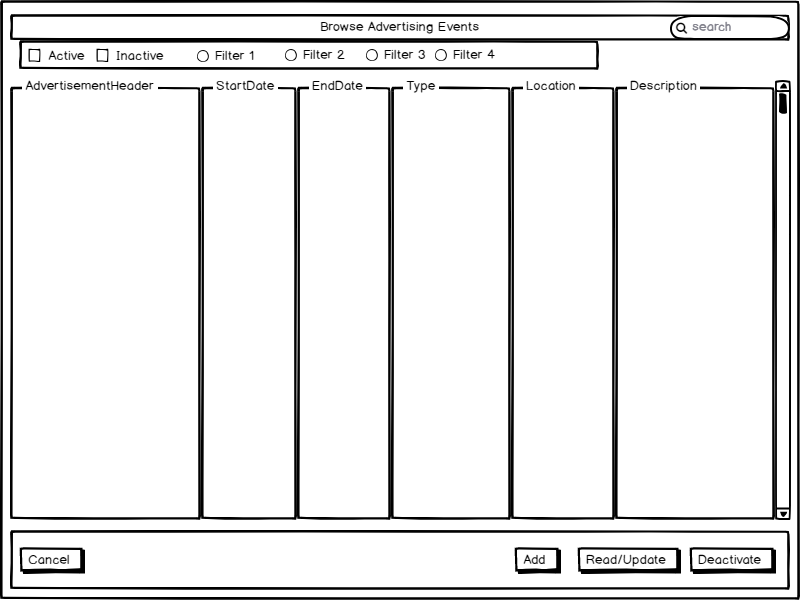 Browse Advertising Events
search
Active Inactive Filter 1 Filter 2 Filter 3 Filter 4
AdvertisementHeader StartDate EndDate Type Location Description
Cancel Add Read/Update Deactivate